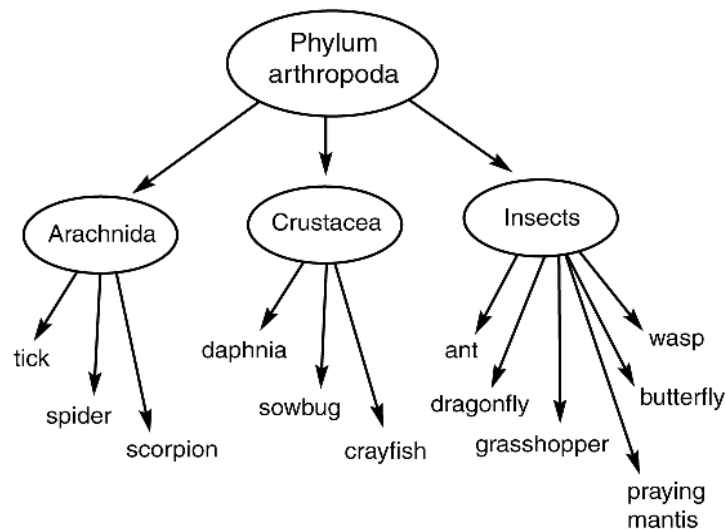 Phylum
arthropoda
Arachnida
Crustacea
Insects
tick
spider
scorpion
daphnia
sowbug
crayfish
ant
dragonfly
grasshopper
praying
mantis
butterfly
wasp